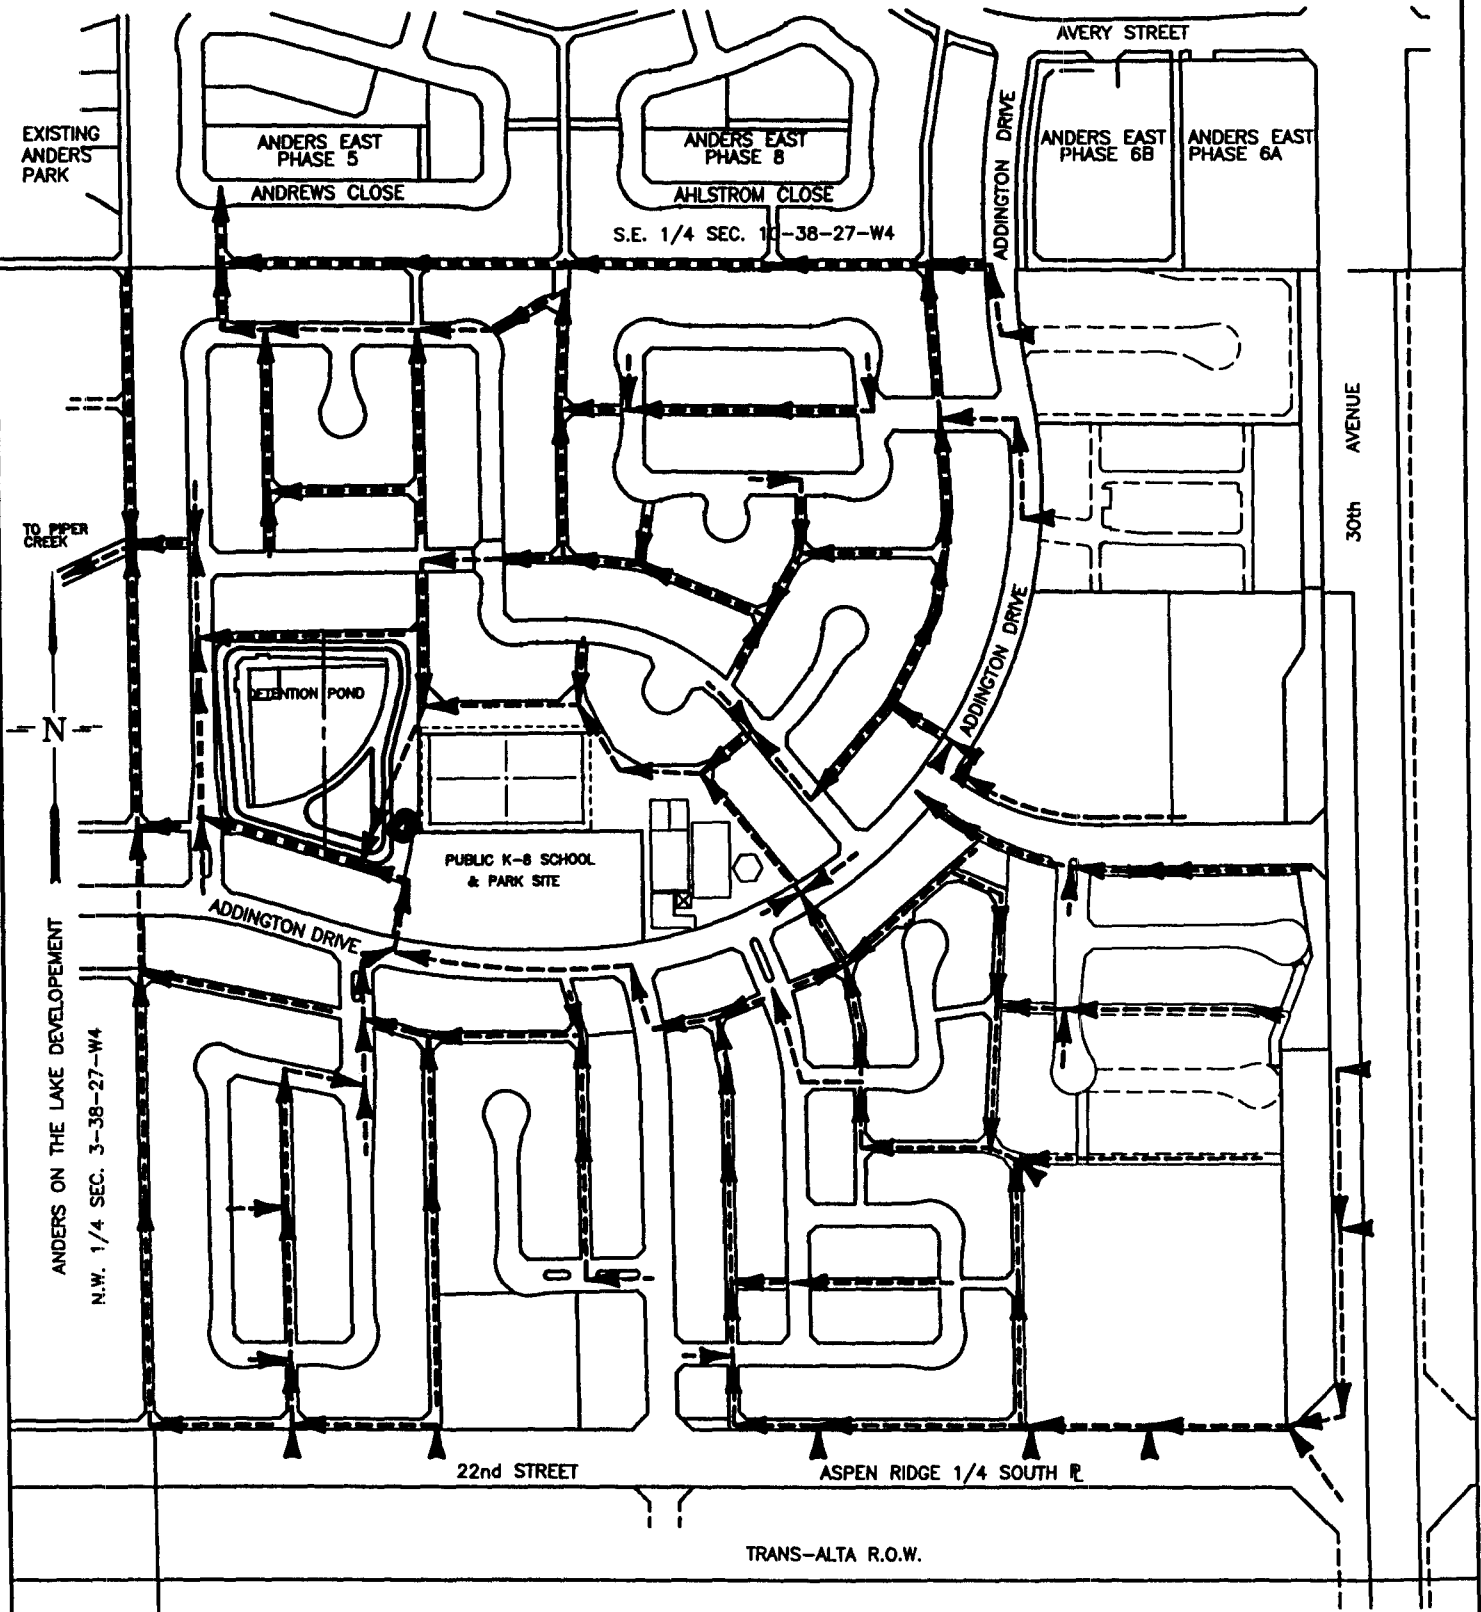 AVERY STREET
EXISTING
ANDERS
PARK
ANDERS EAST
PHASE 5
ANDREWS CLOSE
ANDERS EAST
PHASE 8
AHLSTROM CLOSE
S.E. 1/4 SEC. 10-38-27-W4
ADDINGTON DRIVE
ANDERS EAST
PHASE 6B
ANDERS EAST
PHASE 6A
30th AVENUE
TO PIPER
CREEK
N
DETENTION POND
ADDINGTON DRIVE
PUBLIC K-8 SCHOOL
& PARK SITE
ADDINGTON DRIVE
ANDERS ON THE LAKE DEVELOPEMENT
N.W. 1/4 SEC. 3-38-27-W4
22nd STREET
ASPEN RIDGE 1/4 SOUTH PL
TRANS-ALTA R.O.W.